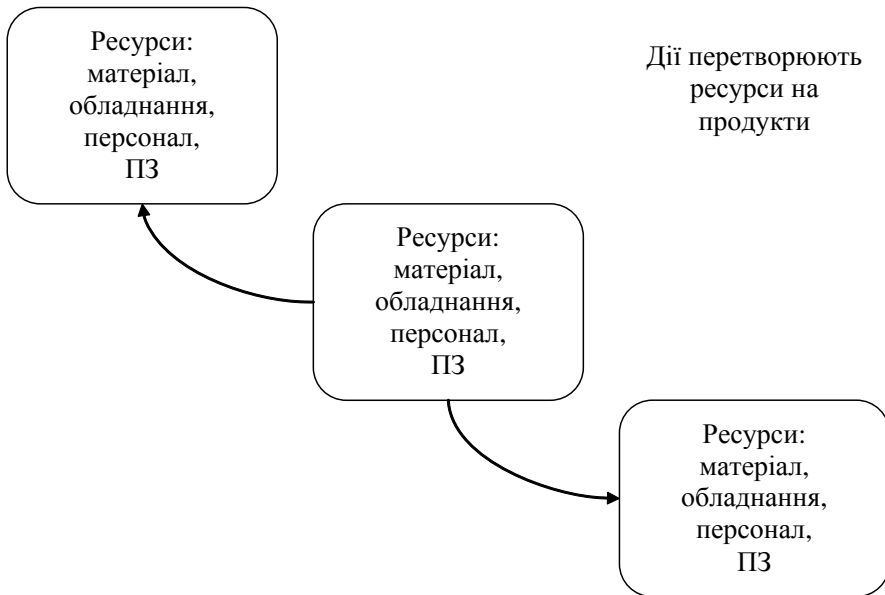 Ресурси:
матеріал,
обладнання,
персонал,
ПЗ
Дії перетворюють
ресурси на
продукти
Ресурси:
матеріал,
обладнання,
персонал,
ПЗ
Ресурси:
матеріал,
обладнання,
персонал,
ПЗ